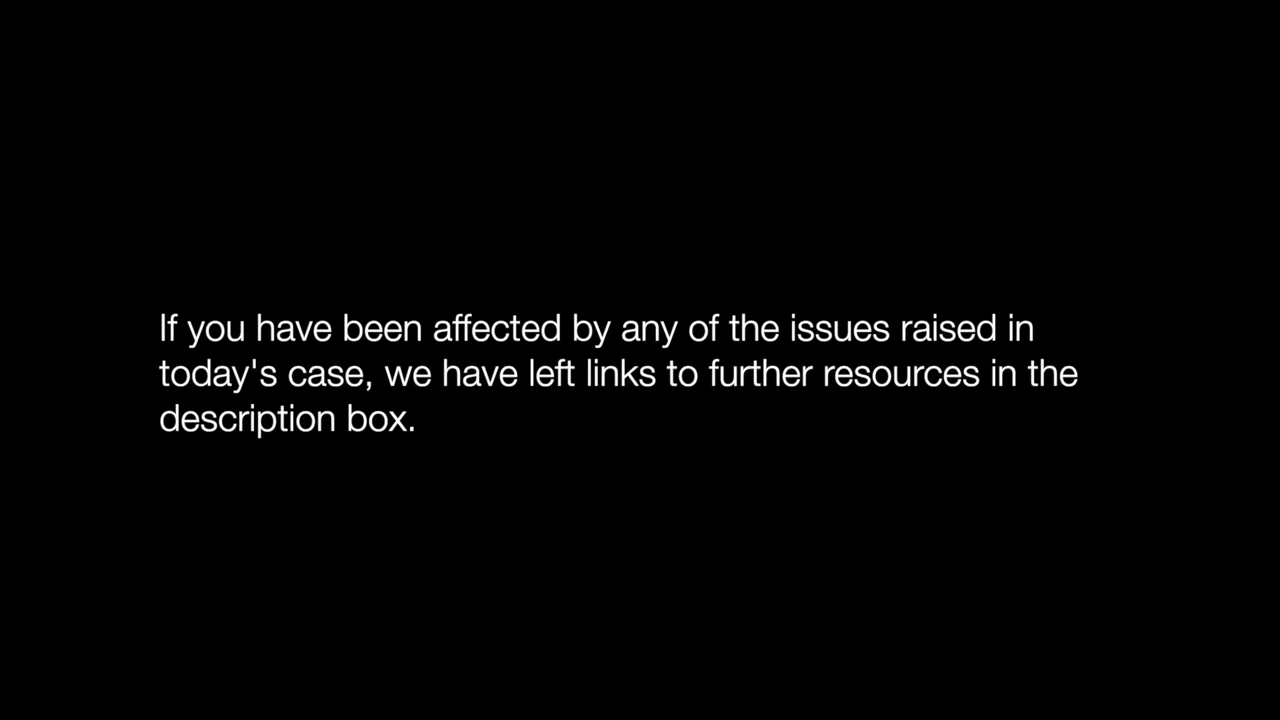 If you have been affected by any of the issues raised in
today's case, we have left links to further resources in the
description box.